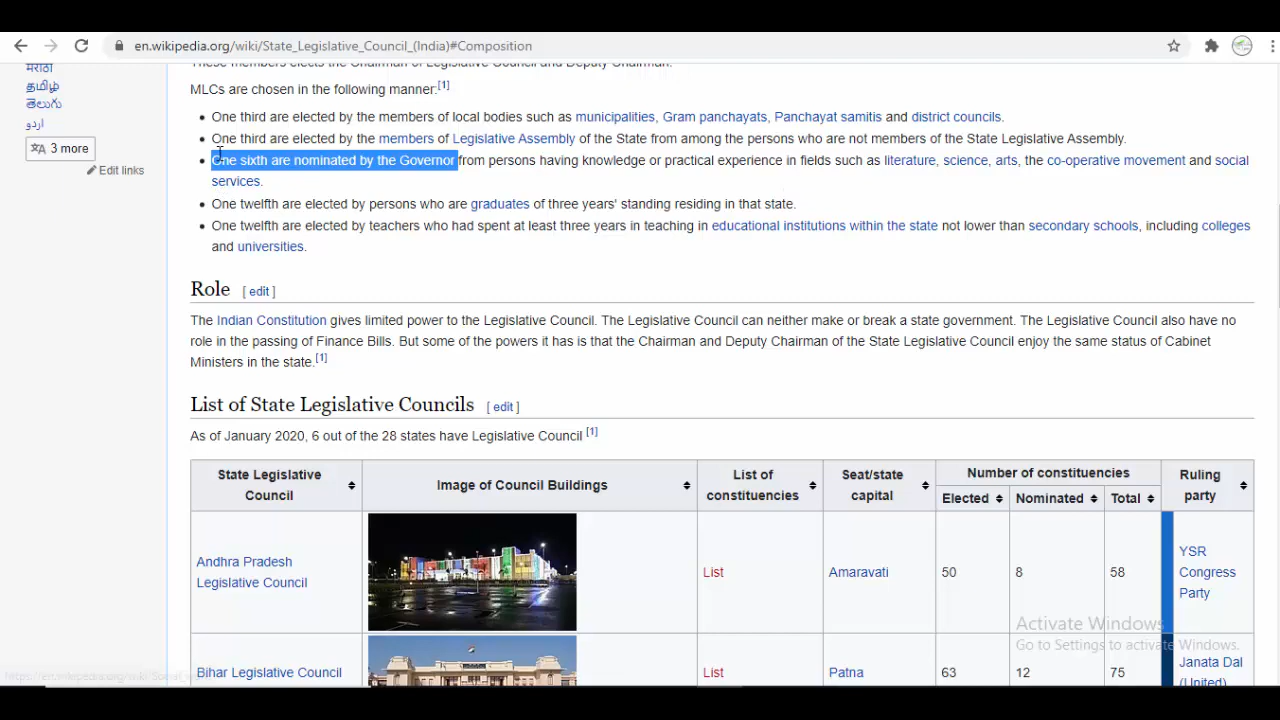 en.wikipedia.org/wiki/State_Legislative_Council_(India)#Composition
मराठी
தமிழ்
తెలుగు
اردو
3 more
Edit links
These members elects the Chairman of Legislative Council and Deputy Chairman.
MLCs are chosen in the following manner:[1]
One third are elected by the members of local bodies such as municipalities, Gram panchayats, Panchayat samitis and district councils.
One third are elected by the members of Legislative Assembly of the State from among the persons who are not members of the State Legislative Assembly.
One sixth are nominated by the Governor from persons having knowledge or practical experience in fields such as literature, science, arts, the co-operative movement and social
services.
One twelfth are elected by persons who are graduates of three years' standing residing in that state.
One twelfth are elected by teachers who had spent at least three years in teaching in educational institutions within the state not lower than secondary schools, including colleges
and universities.
Role [ edit ]
The Indian Constitution gives limited power to the Legislative Council. The Legislative Council can neither make or break a state government. The Legislative Council also have no
role in the passing of Finance Bills. But some of the powers it has is that the Chairman and Deputy Chairman of the State Legislative Council enjoy the same status of Cabinet
Ministers in the state.[1]
List of State Legislative Councils [ edit ]
As of January 2020, 6 out of the 28 states have Legislative Council [1]
State Legislative
Council
Image of Council Buildings
List of
constituencies
Seat/state
capital
Number of constituencies
Elected
Nominated
Total
Ruling
party
Andhra Pradesh
Legislative Council
List
Amaravati
50
8
58
YSR
Congress
Party
Bihar Legislative Council
List
Patna
63
12
75
Janata Dal
(United)
Activate Windows
Go to Settings to activate Windows.